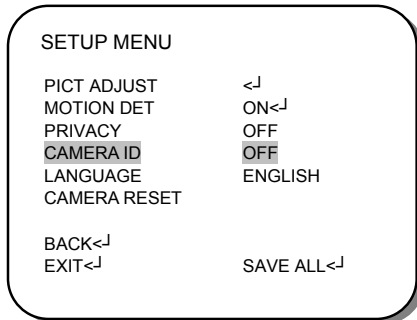 SETUP MENU
PICT ADJUST <┘
MOTION DET ON<┘
PRIVACY OFF
CAMERA ID OFF
LANGUAGE ENGLISH
CAMERA RESET
BACK<┘
EXIT<┘ SAVE ALL<┘